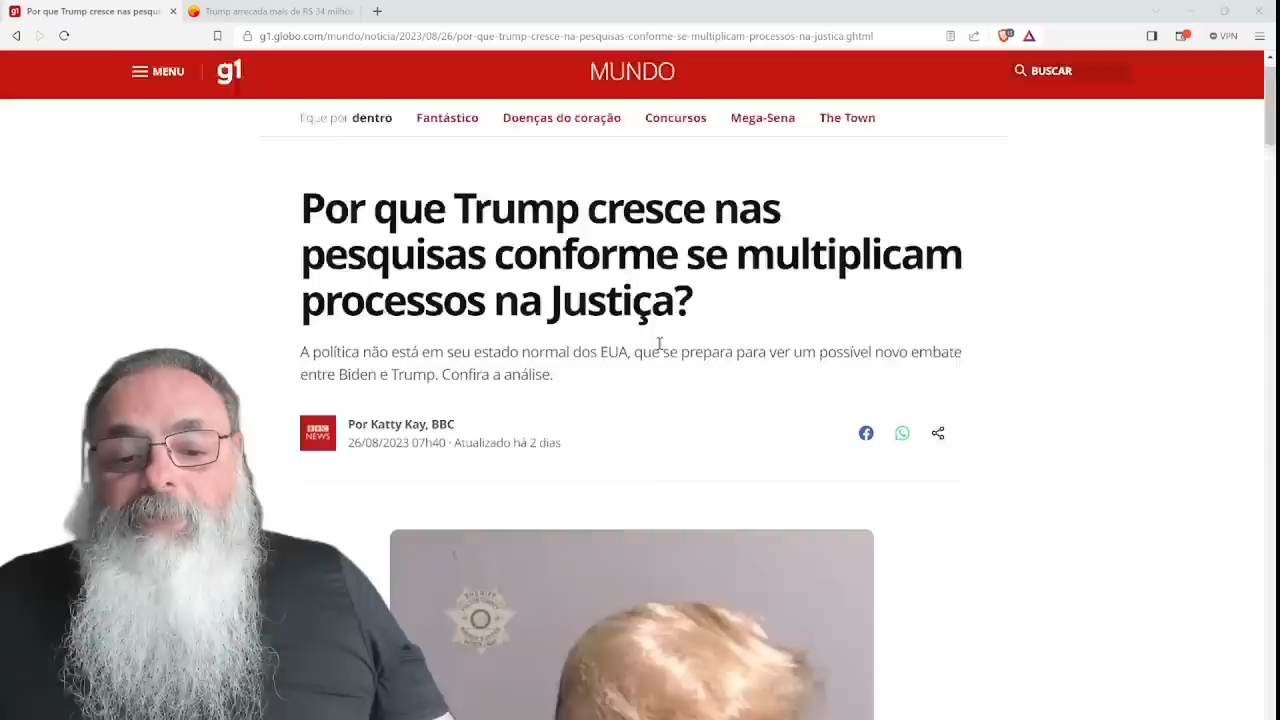 Por que Trump cresce nas pesqui
Trump arrecada mais de R$ 34 milhõ
g1.globo.com/mundo/noticia/2023/08/26/por-que-trump-cresce-na-pesquisas-conforme-se-multiplicam-processos-na-justica.ghtml
VPN
MENU
g1
MUNDO
BUSCAR
fique por dentro
Fantástico
Doenças do coração
Concursos
Mega-Sena
The Town
Por que Trump cresce nas
pesquisas conforme se multiplicam
processos na Justiça?
A política não está em seu estado normal dos EUA, que se prepara para ver um possível novo embate
entre Biden e Trump. Confira a análise.
BBC
NEWS
Por Katty Kay, BBC
26/08/2023 07h40 · Atualizado há 2 dias